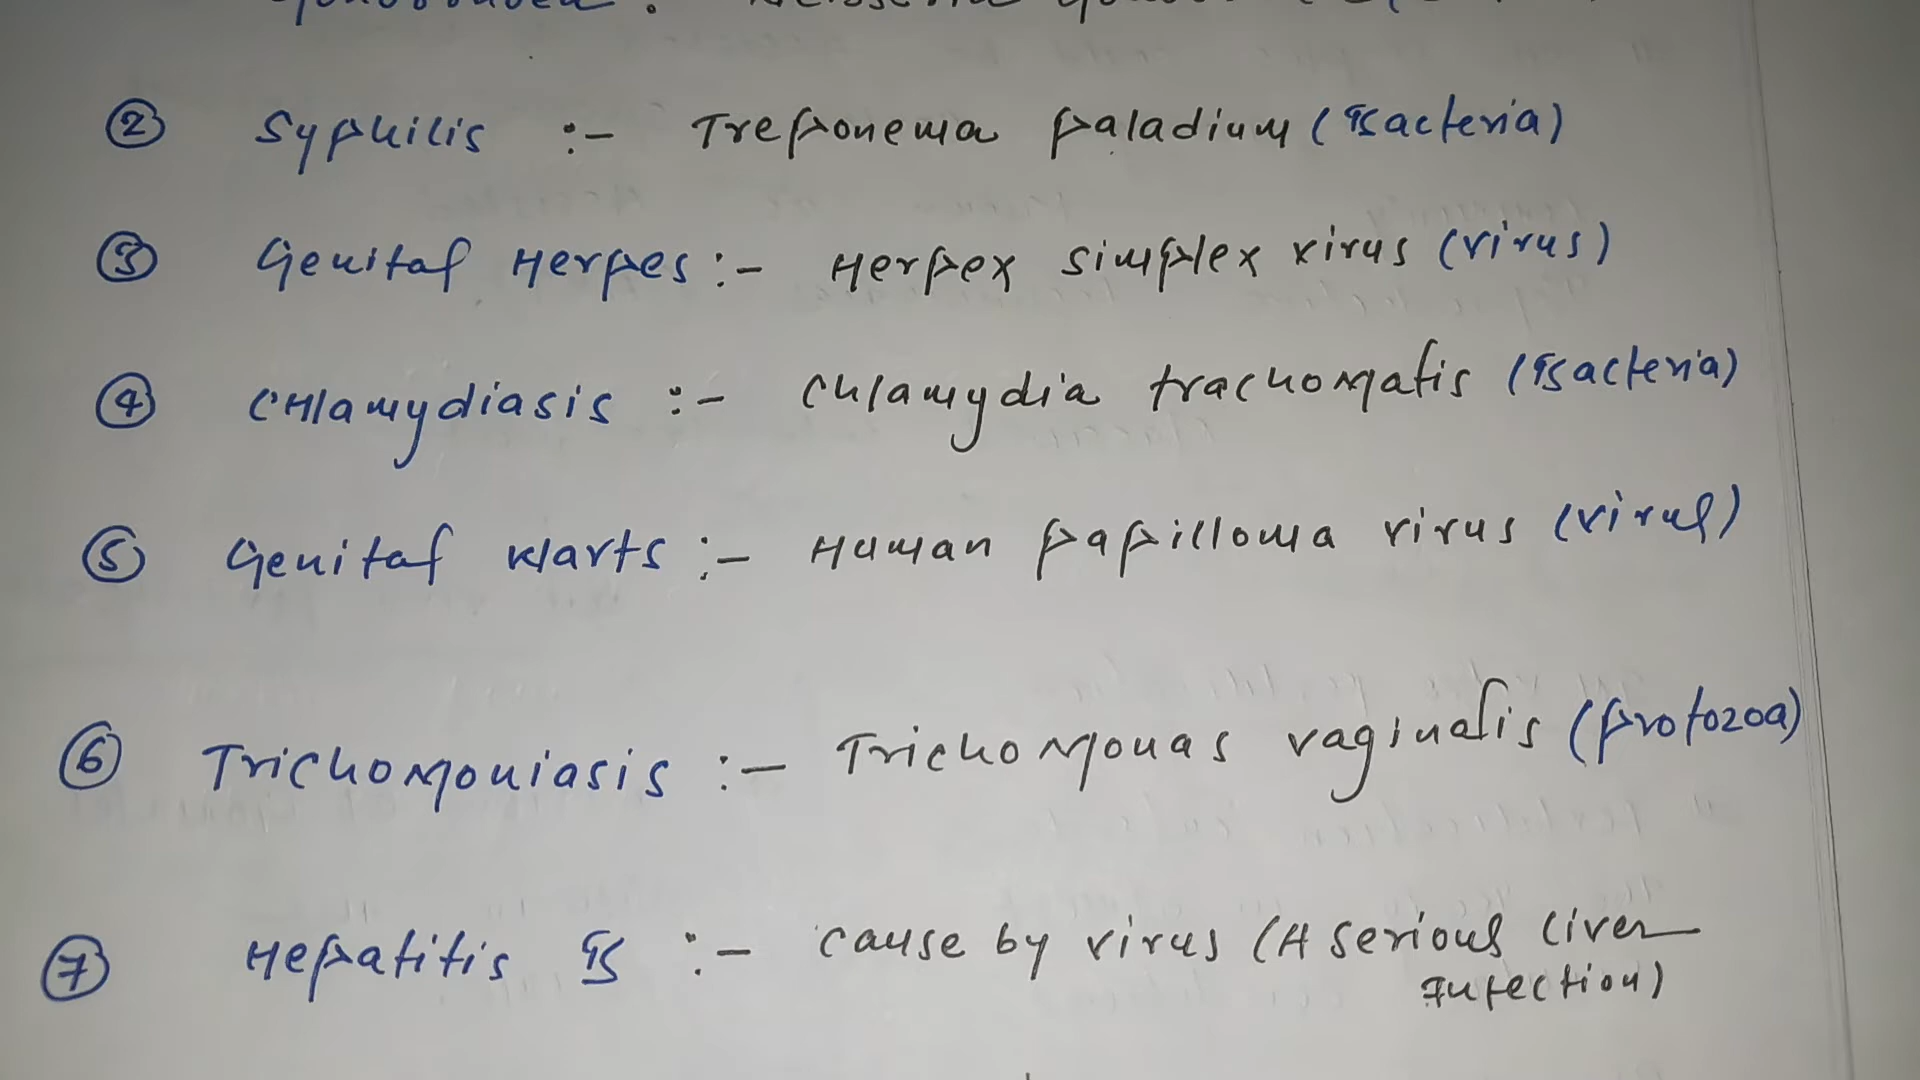 ② Syphilis :- Treponema paladium (Bacteria)
③ Genital Herpes :- Herpex simplex virus (virus)
④ Chlamydiasis :- Chlamydia trachomatis (Bacteria)
⑤ Genital Warts :- Human papilloma virus (virus)
⑥ Trichomoniasis :- Trichomonas vaginalis (protozoa)
⑦ Hepatitis B :- cause by virus (A serious liver
Infection)